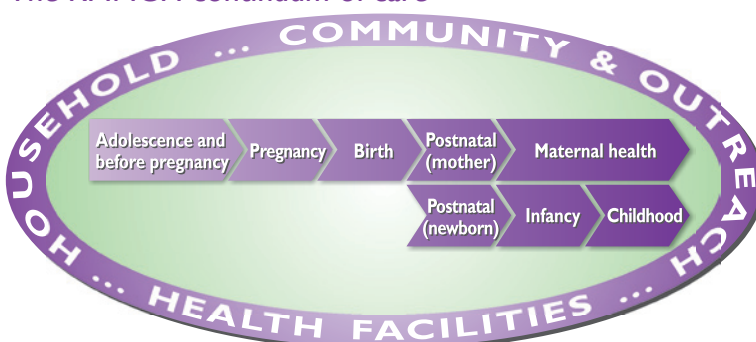 HOUSEHOLD ... COMMUNITY & OUTREACH ... HEALTH FACILITIES ...
Adolescence and
before pregnancy
Pregnancy
Birth
Postnatal
(mother)
Maternal health
Postnatal
(newborn)
Infancy
Childhood